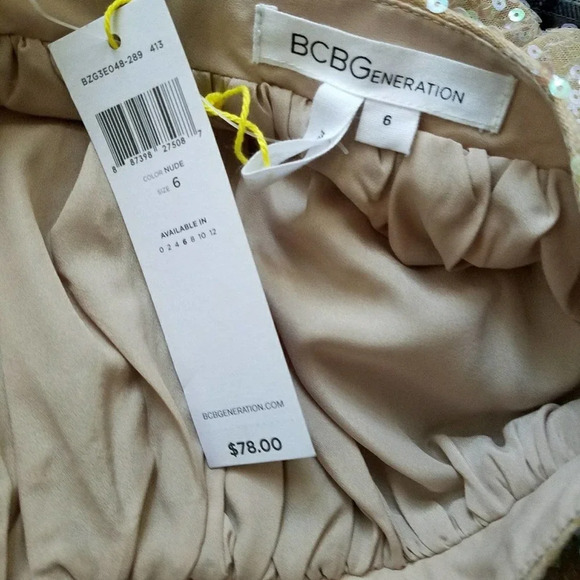 BZG3E048-289 413
8 87398 27508 7
COLOR: NUDE
SIZE: 6
AVAILABLE IN
0 2 4 6 8 10 12
BCBGENERATION.COM
$78.00
BCBGENERATION
6